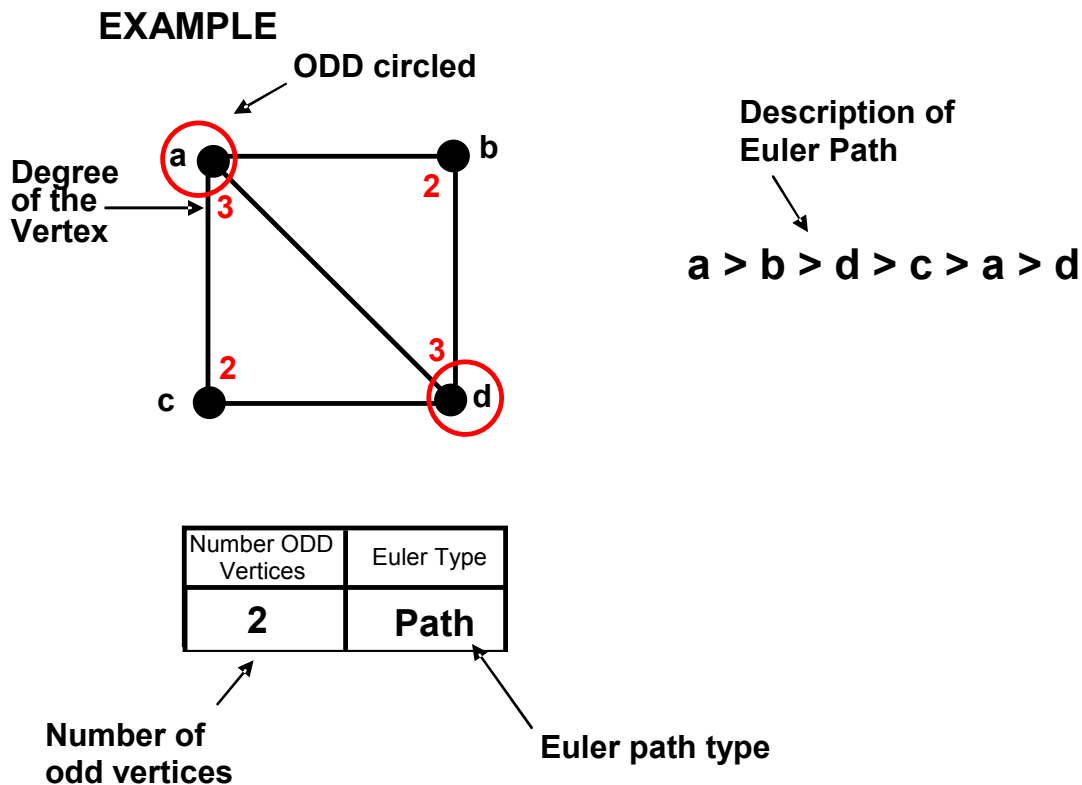 EXAMPLE
ODD circled
Description of
Euler Path
a
b
Degree
of the
Vertex
3
2
a > b > d > c > a > d
2
3
c
d
Number ODD
Vertices
Euler Type
2
Path
Number of
odd vertices
Euler path type